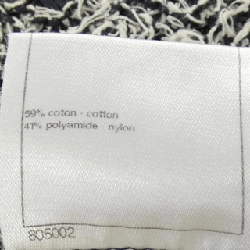 59% coton - cotton
41% polyamide - nylon
805002